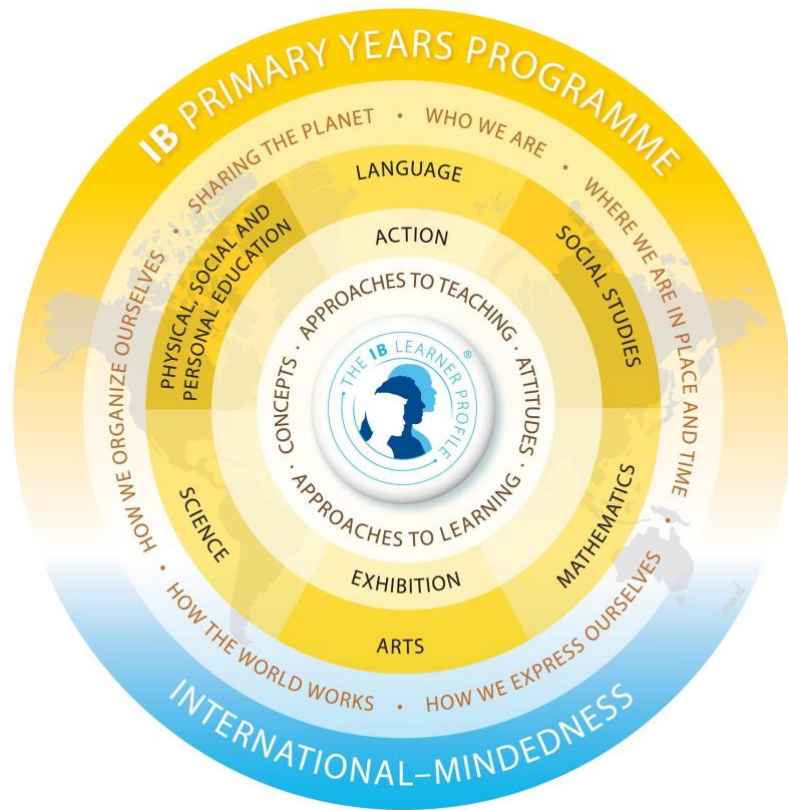 IB PRIMARY YEARS PROGRAMME
SHARING THE PLANET • WHO WE ARE • WHERE WE ARE IN PLACE AND TIME • HOW WE EXPRESS OURSELVES • HOW THE WORLD WORKS • HOW WE ORGANIZE OURSELVES •
LANGUAGE
SOCIAL STUDIES
MATHEMATICS
ARTS
SCIENCE
PHYSICAL, SOCIAL AND
PERSONAL EDUCATION
ACTION
EXHIBITION
APPROACHES TO TEACHING · ATTITUDES · APPROACHES TO LEARNING · CONCEPTS ·
• THE IB LEARNER PROFILE® •
INTERNATIONAL–MINDEDNESS